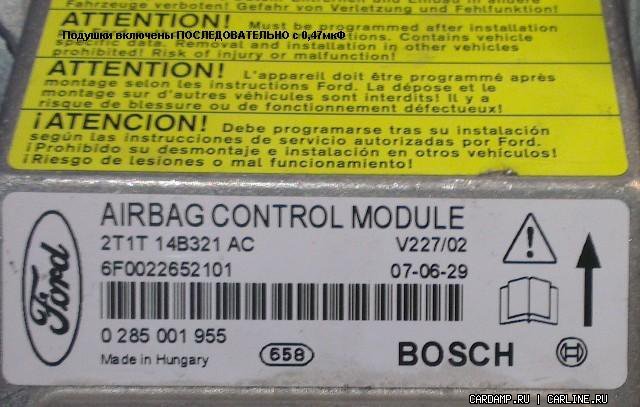 Fahrzeuge verboten! Gefahr von Verletzung und Fehlfunktion!
ATTENTION! Must be programmed after installation
Подушки включены ПОСЛЕДОВАТЕЛЬНО с 0,47мкФ
instructions. Contains vehicle
specific data. Removal and installation in other vehicles
prohibited! Risk of injury or malfunction!
ATTENTION! L'appareil doit être programmé après
montage selon les instructions Ford. La dépose et le
montage sur d'autres véhicules sont interdits! Il y a
risque de blessure ou de fonctionnement défectueux!
¡ATENCION! Debe programarse tras su instalación
según las instrucciones de servicio autorizadas por Ford.
¡Prohibido su desmontaje e instalación en otros vehículos!
¡Riesgo de lesiones o mal funcionamiento!
AIRBAG CONTROL MODULE
2T1T 14B321 AC V227/02
6F0022652101 07-06-29
Ford
0 285 001 955
Made in Hungary 658 BOSCH
CARDAMP.RU | CARLINE.RU